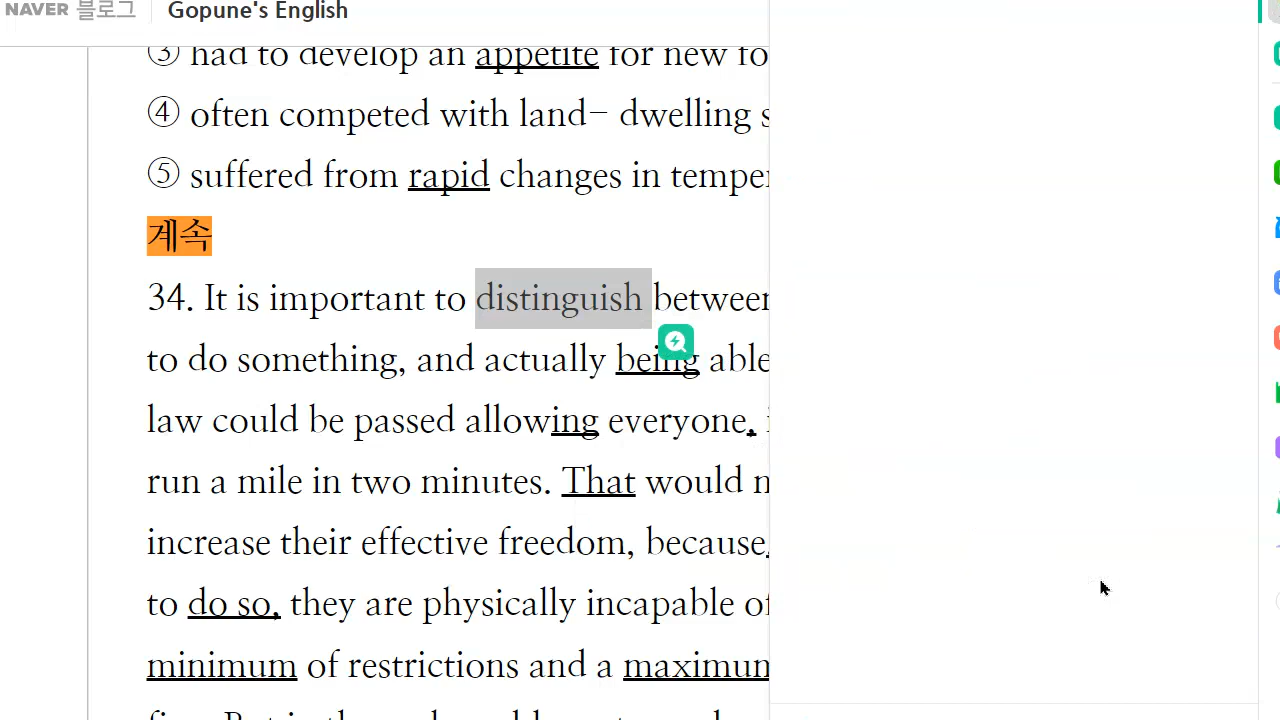 NAVER 블로그 Gopune's English
③ had to develop an appetite for new fo
④ often competed with land- dwelling s
⑤ suffered from rapid changes in temper
계속
34. It is important to distinguish between
to do something, and actually being able
law could be passed allowing everyone,
run a mile in two minutes. That would n
increase their effective freedom, because,
to do so, they are physically incapable of
minimum of restrictions and a maximum